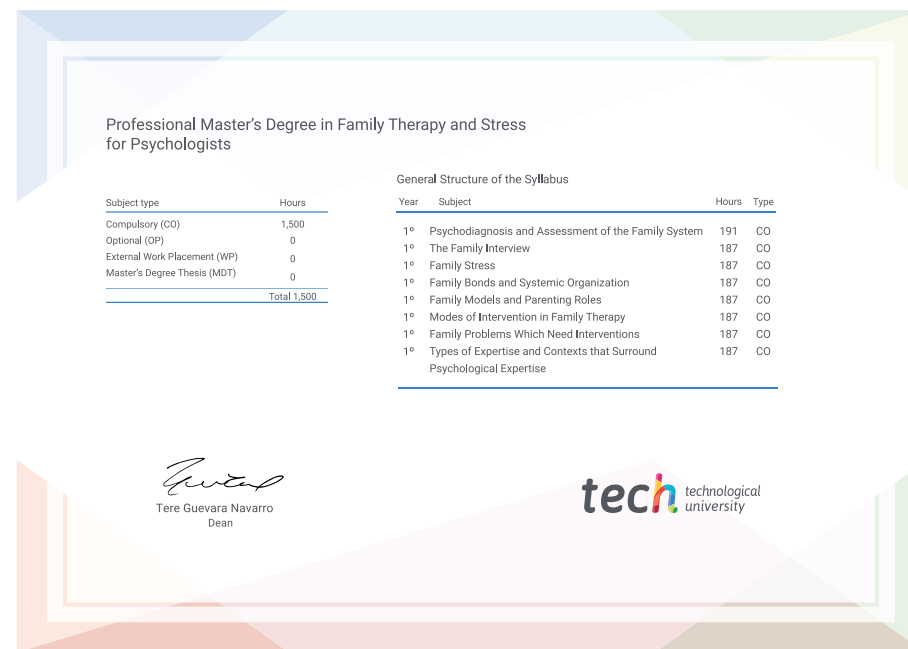 Professional Master's Degree in Family Therapy and Stress
for Psychologists
Subject type Hours
Compulsory (CO) 1,500
Optional (OP) 0
External Work Placement (WP) 0
Master's Degree Thesis (MDT) 0
Total 1,500
General Structure of the Syllabus
Year Subject Hours Type
1º Psychodiagnosis and Assessment of the Family System 191 CO
1º The Family Interview 187 CO
1º Family Stress 187 CO
1º Family Bonds and Systemic Organization 187 CO
1º Family Models and Parenting Roles 187 CO
1º Modes of Intervention in Family Therapy 187 CO
1º Family Problems Which Need Interventions 187 CO
1º Types of Expertise and Contexts that Surround 187 CO
Psychological Expertise
Tere Guevara Navarro
Dean
tech technological
university